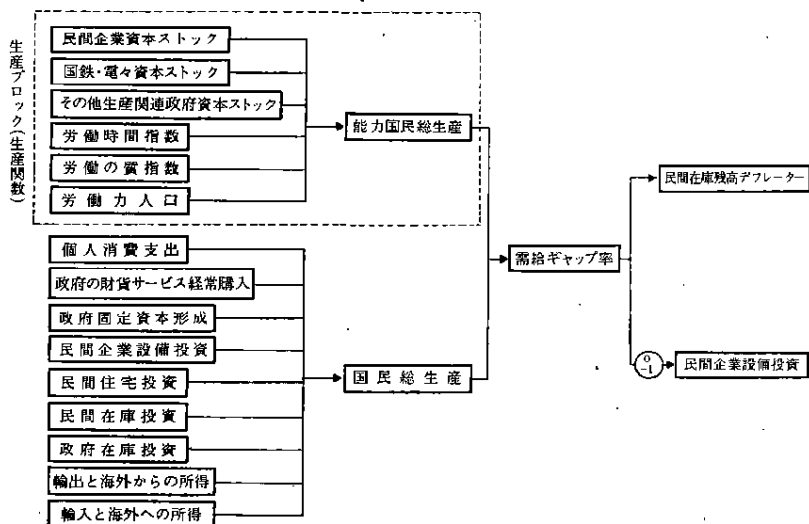 生産ブロック(生産関数)
民間企業資本ストック
国鉄・電々資本ストック
その他生産関連政府資本ストック
労働時間指数
労働の質指数
労働力人口
能力国民総生産
個人消費支出
政府の財貨サービス経常購入
政府固定資本形成
民間企業設備投資
民間住宅投資
民間在庫投資
政府在庫投資
輸出と海外からの所得
輸入と海外への所得
国民総生産
需給ギャップ率
民間在庫残高デフレーター
0
-1
民間企業設備投資